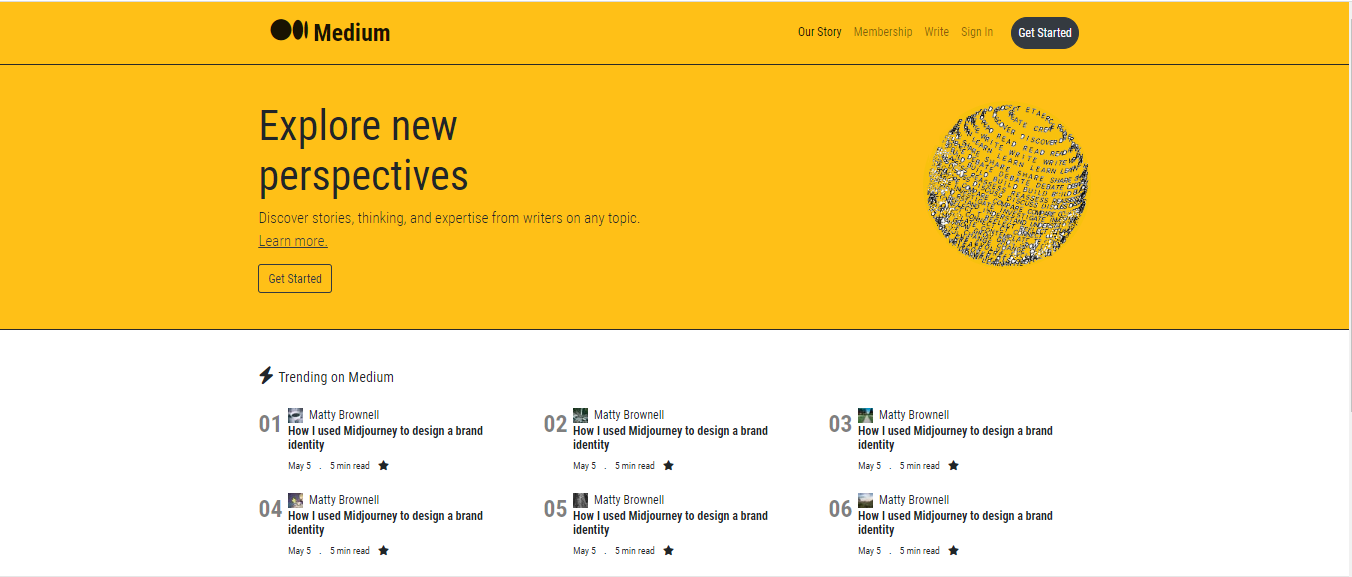 Medium
Our Story Membership Write Sign In Get Started
Explore new
perspectives
Discover stories, thinking, and expertise from writers on any topic.
Learn more.
Get Started
Trending on Medium
01 Matty Brownell
How I used Midjourney to design a brand
identity
May 5 . 5 min read
02 Matty Brownell
How I used Midjourney to design a brand
identity
May 5 . 5 min read
03 Matty Brownell
How I used Midjourney to design a brand
identity
May 5 . 5 min read
04 Matty Brownell
How I used Midjourney to design a brand
identity
May 5 . 5 min read
05 Matty Brownell
How I used Midjourney to design a brand
identity
May 5 . 5 min read
06 Matty Brownell
How I used Midjourney to design a brand
identity
May 5 . 5 min read